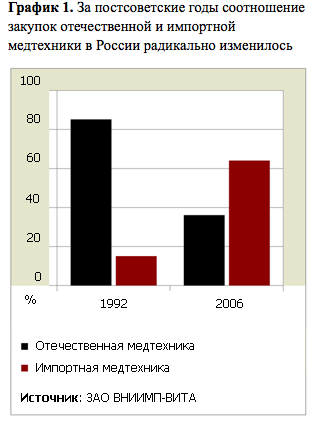 График 1. За постсоветские годы соотношение
закупок отечественной и импортной
медтехники в России радикально изменилось
100
80
60
40
20
0
%
1992
2006
Отечественная медтехника
Импортная медтехника
Источник: ЗАО ВНИИМП-ВИТА